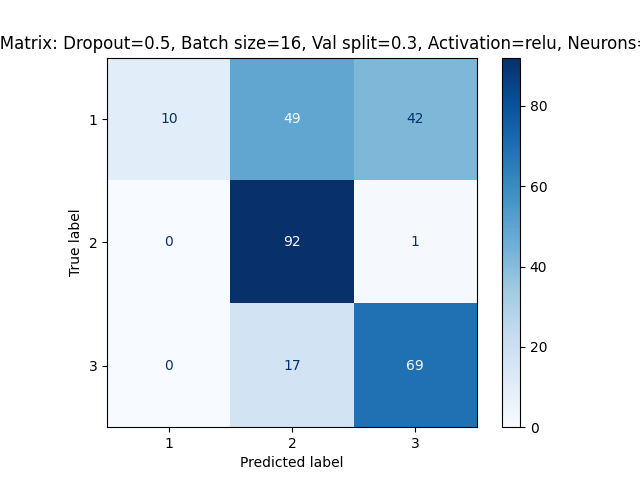 Matrix: Dropout=0.5, Batch size=16, Val split=0.3, Activation=relu, Neurons=
1 10 49 42
2 0 92 1
3 0 17 69
1 2 3
True label
Predicted label
80
60
40
20
0